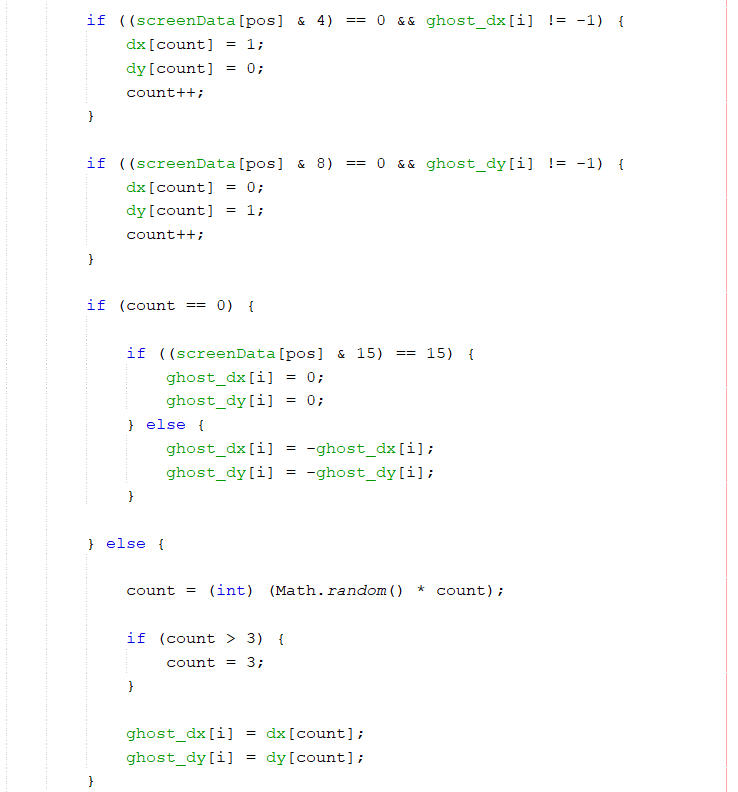 if ((screenData[pos] & 4) == 0 && ghost_dx[i] != -1) {
dx[count] = 1;
dy[count] = 0;
count++;
}
if ((screenData[pos] & 8) == 0 && ghost_dy[i] != -1) {
dx[count] = 0;
dy[count] = 1;
count++;
}
if (count == 0) {
if ((screenData[pos] & 15) == 15) {
ghost_dx[i] = 0;
ghost_dy[i] = 0;
} else {
ghost_dx[i] = -ghost_dx[i];
ghost_dy[i] = -ghost_dy[i];
}
} else {
count = (int) (Math.random() * count);
if (count > 3) {
count = 3;
}
ghost_dx[i] = dx[count];
ghost_dy[i] = dy[count];
}